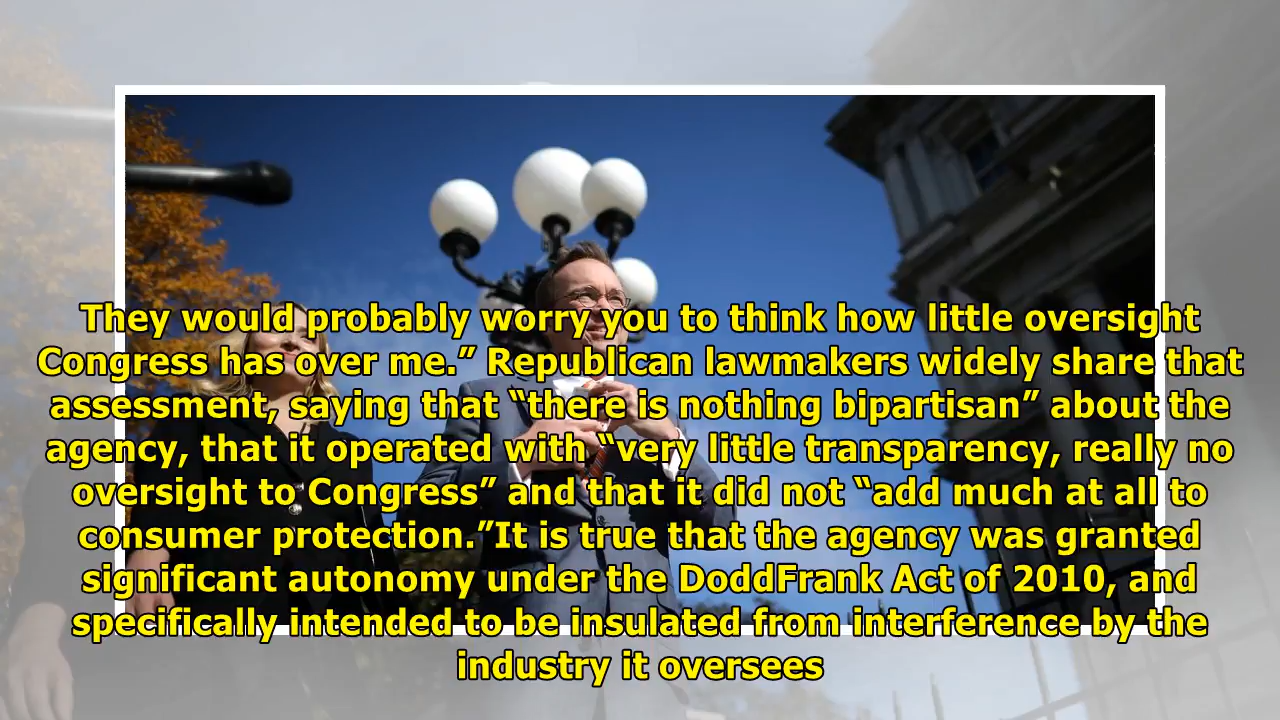 They would probably worry you to think how little oversight
Congress has over me.” Republican lawmakers widely share that
assessment, saying that “there is nothing bipartisan” about the
agency, that it operated with “very little transparency, really no
oversight to Congress” and that it did not “add much at all to
consumer protection.”It is true that the agency was granted
significant autonomy under the DoddFrank Act of 2010, and
specifically intended to be insulated from interference by the
industry it oversees